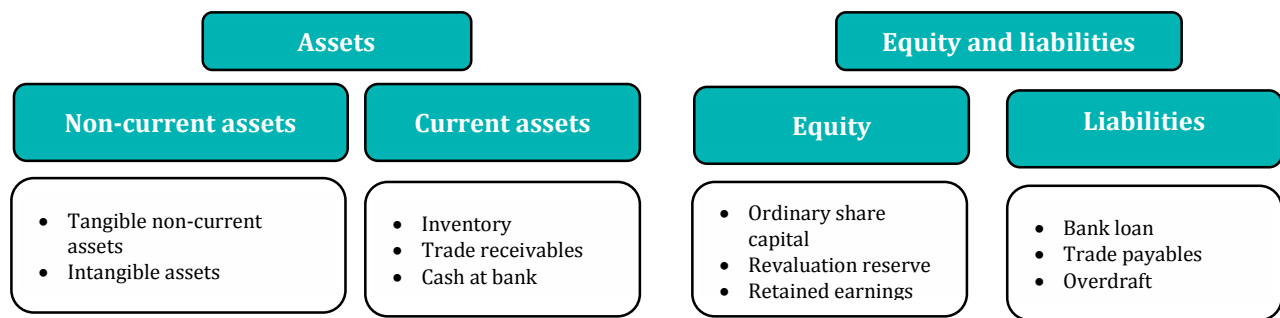 Assets
Equity and liabilities
Non-current assets
Current assets
Equity
Liabilities
• Tangible non-current
assets
• Intangible assets
• Inventory
• Trade receivables
• Cash at bank
• Ordinary share
capital
• Revaluation reserve
• Retained earnings
• Bank loan
• Trade payables
• Overdraft